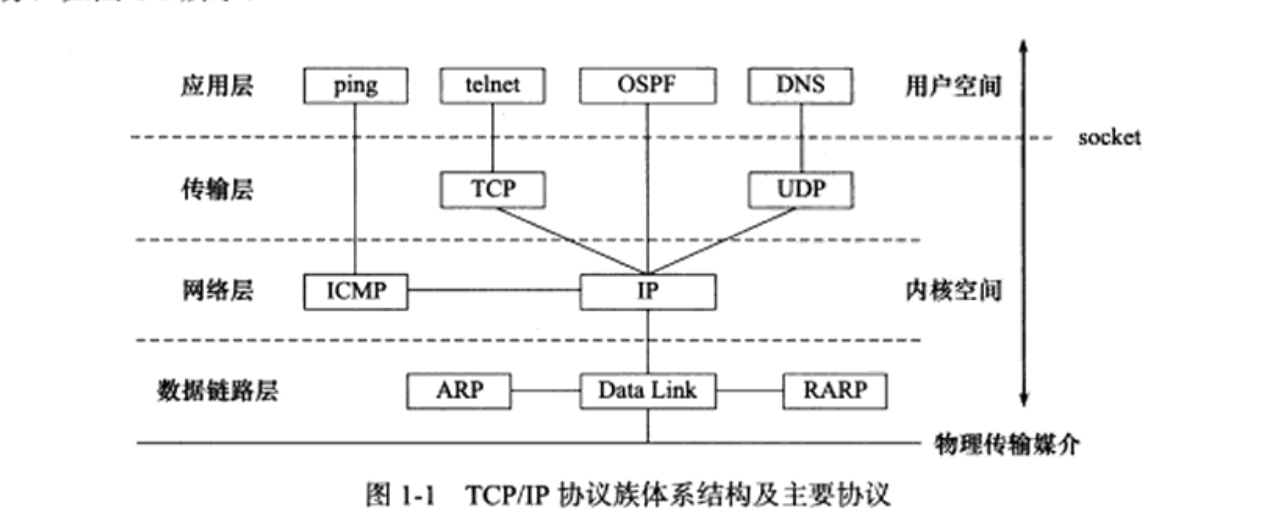 应用层 ping telnet OSPF DNS 用户空间
socket
传输层 TCP UDP
网络层 ICMP IP 内核空间
数据链路层 ARP Data Link RARP
物理传输媒介
图 1-1 TCP/IP 协议族体系结构及主要协议